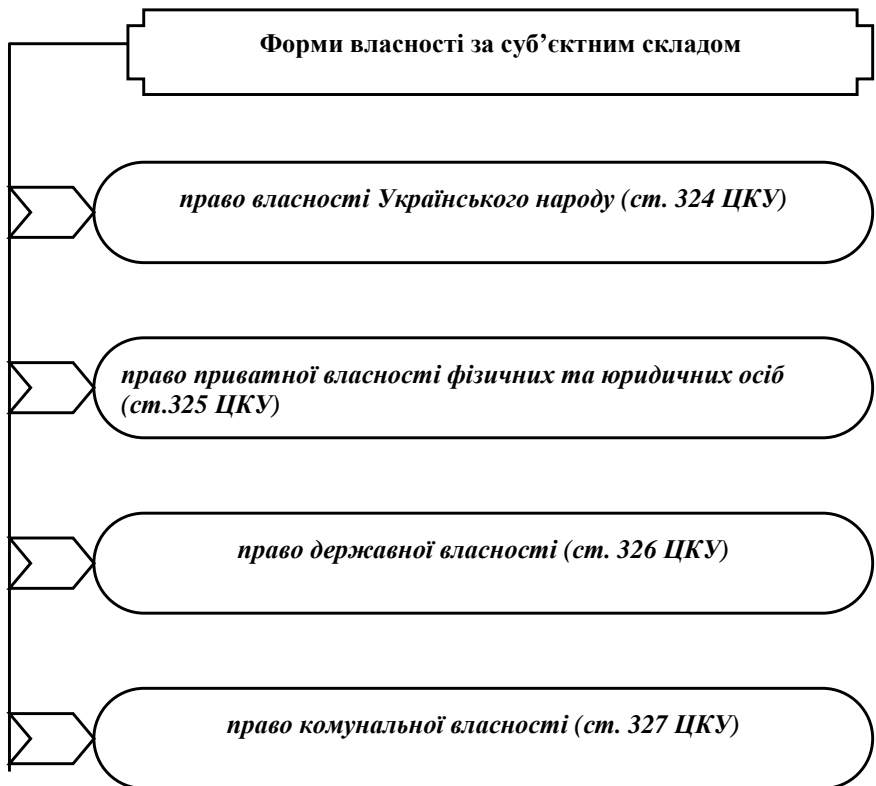 Форми власності за суб’єктним складом
право власності Українського народу (ст. 324 ЦКУ)
право приватної власності фізичних та юридичних осіб
(ст.325 ЦКУ)
право державної власності (ст. 326 ЦКУ)
право комунальної власності (ст. 327 ЦКУ)